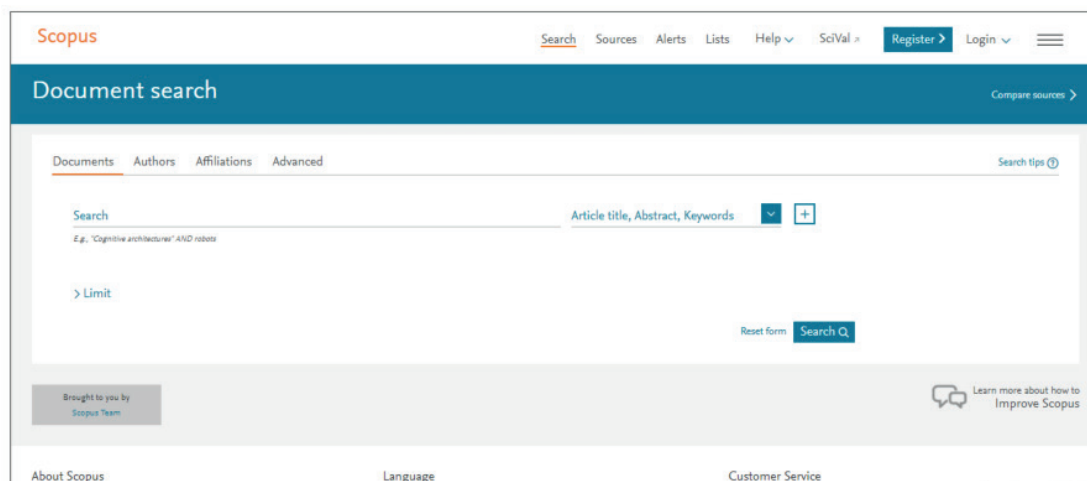 Scopus
Search Sources Alerts Lists Help SciVal Register Login
Document search
Compare sources
Documents Authors Affiliations Advanced
Search tips
Search
Article title, Abstract, Keywords
E.g., "Cognitive architectures" AND robots
Limit
Reset form Search
Brought to you by
Scopus Team
Learn more about how to
Improve Scopus
About Scopus Language Customer Service